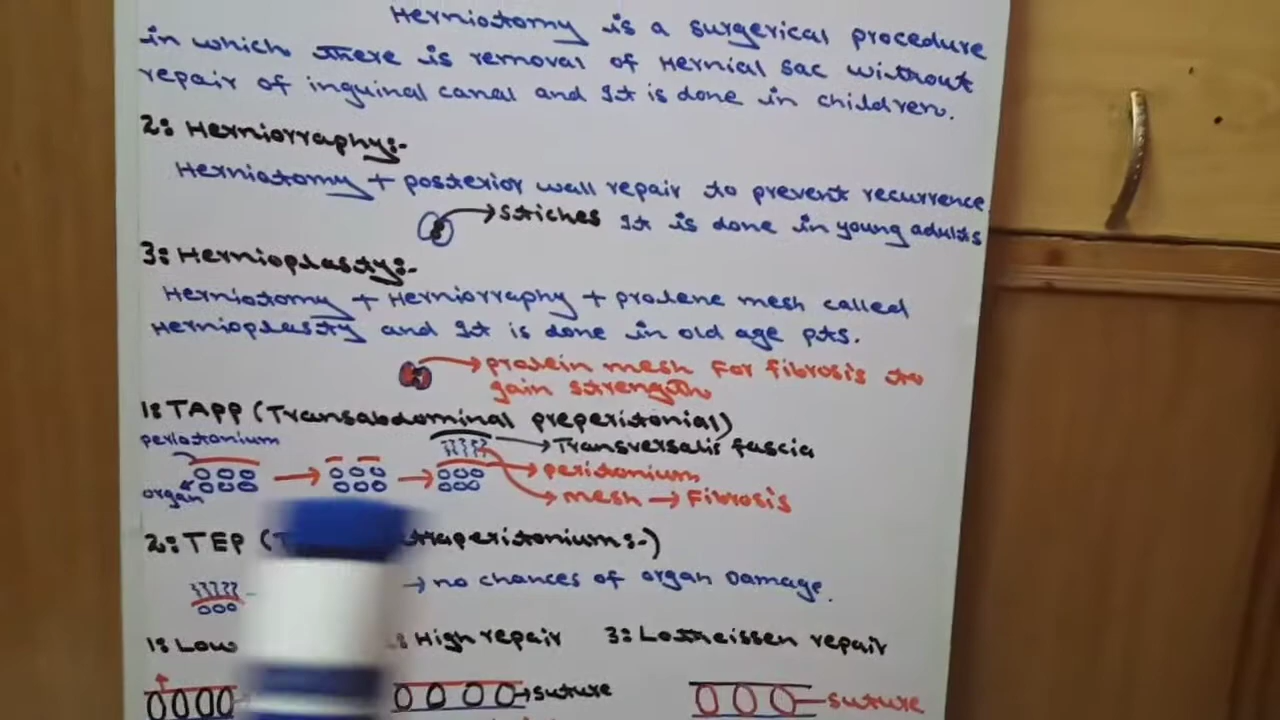 Herniotomy is a surgerical procedure
in which there is removal of Hernial sac without
repair of inguinal canal and It is done in children.
2: Herniorraphy:-
Herniotomy + posterior wall repair to prevent recurrence
stiches It is done in young adults
3: Hernioplasty:-
Herniotomy + Herniorraphy + prolene mesh called
Hernioplasty and It is done in old age pts.
protein mesh for fibrosis to
gain strength
1: TAPP (Transabdominal preperitonial)
periotonium
Transversalis fascia
peritonium
organ
mesh → Fibrosis
2: TEP (T traperitonium:-)
→ no chances of organ Damage.
1: Low : High repair 3: Lotheissen repair
suture suture